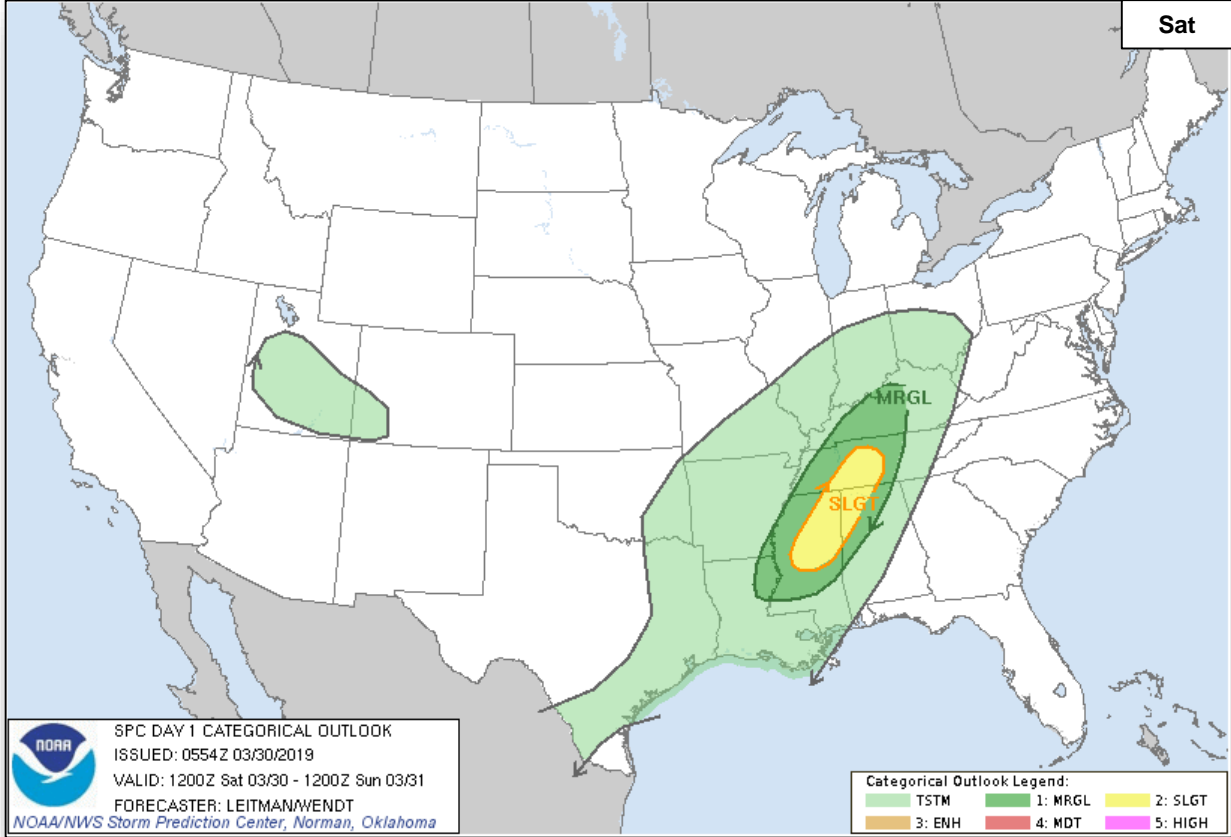 Sat
MRGL
SLGT
SPC DAY 1 CATEGORICAL OUTLOOK
ISSUED: 0554Z 03/30/2019
VALID: 1200Z Sat 03/30 - 1200Z Sun 03/31
FORECASTER: LEITMAN/WENDT
NOAA/NWS Storm Prediction Center, Norman, Oklahoma
NOAA
Categorical Outlook Legend:
TSTM 1: MRGL 2: SLGT
3: ENH 4: MDT 5: HIGH